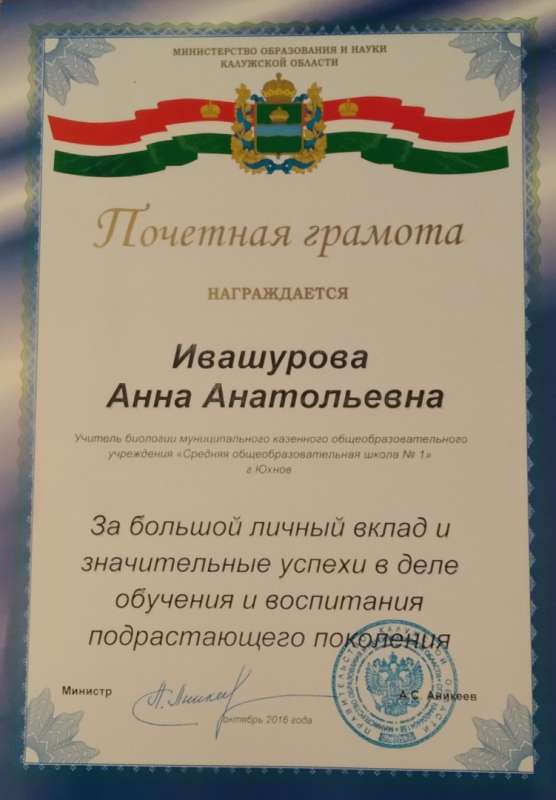 МИНИСТЕРСТВО ОБРАЗОВАНИЯ И НАУКИ
КАЛУЖСКОЙ ОБЛАСТИ
Почетная грамота
НАГРАЖДАЕТСЯ
Ивашурова
Анна Анатольевна
Учитель биологии муниципального казенного общеобразовательного
учреждения «Средняя общеобразовательная школа № 1»
г.Юхнов
За большой личный вклад и
значительные успехи в деле
обучения и воспитания
подрастающего поколения
Министр
А.С. Аникеев
октябрь 2016 года